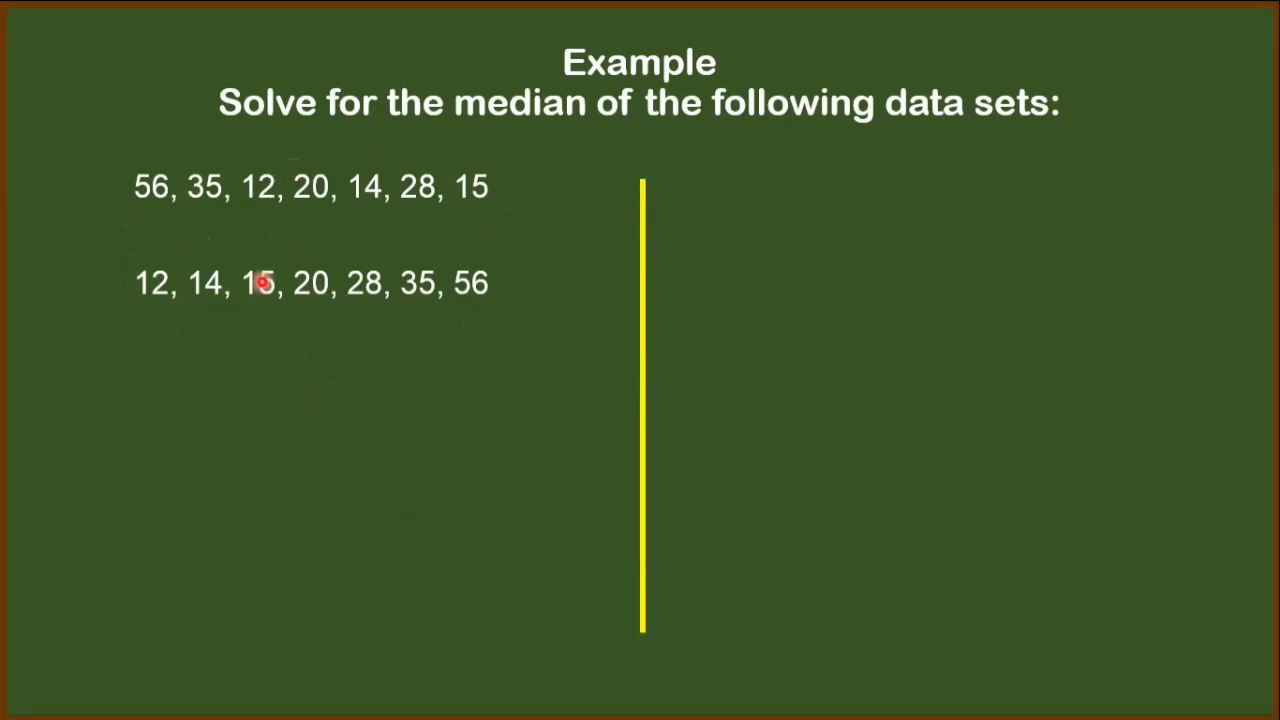 Example
Solve for the median of the following data sets:
56, 35, 12, 20, 14, 28, 15
12, 14, 15, 20, 28, 35, 56